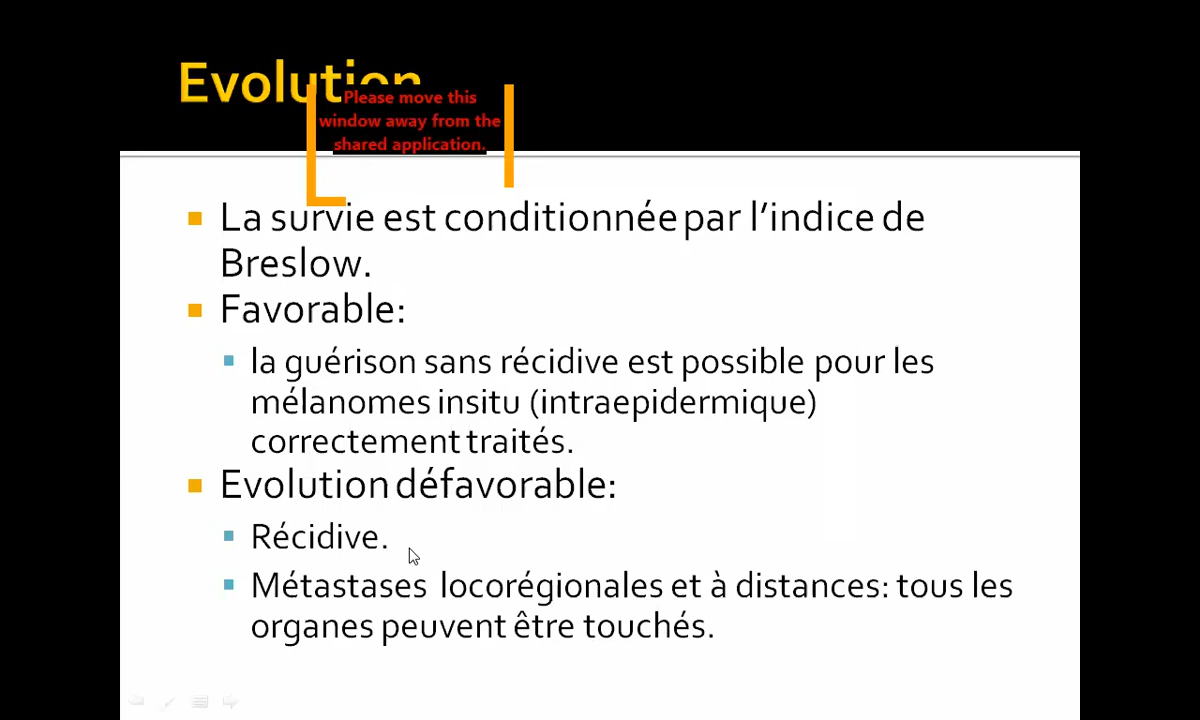 Evolution
Please move this
window away from the
shared application.
La survie est conditionnée par l’indice de
Breslow.
Favorable:
la guérison sans récidive est possible pour les
mélanomes insitu (intraepidermique)
correctement traités.
Evolution défavorable:
Récidive.
Métastases locorégionales et à distances: tous les
organes peuvent être touchés.